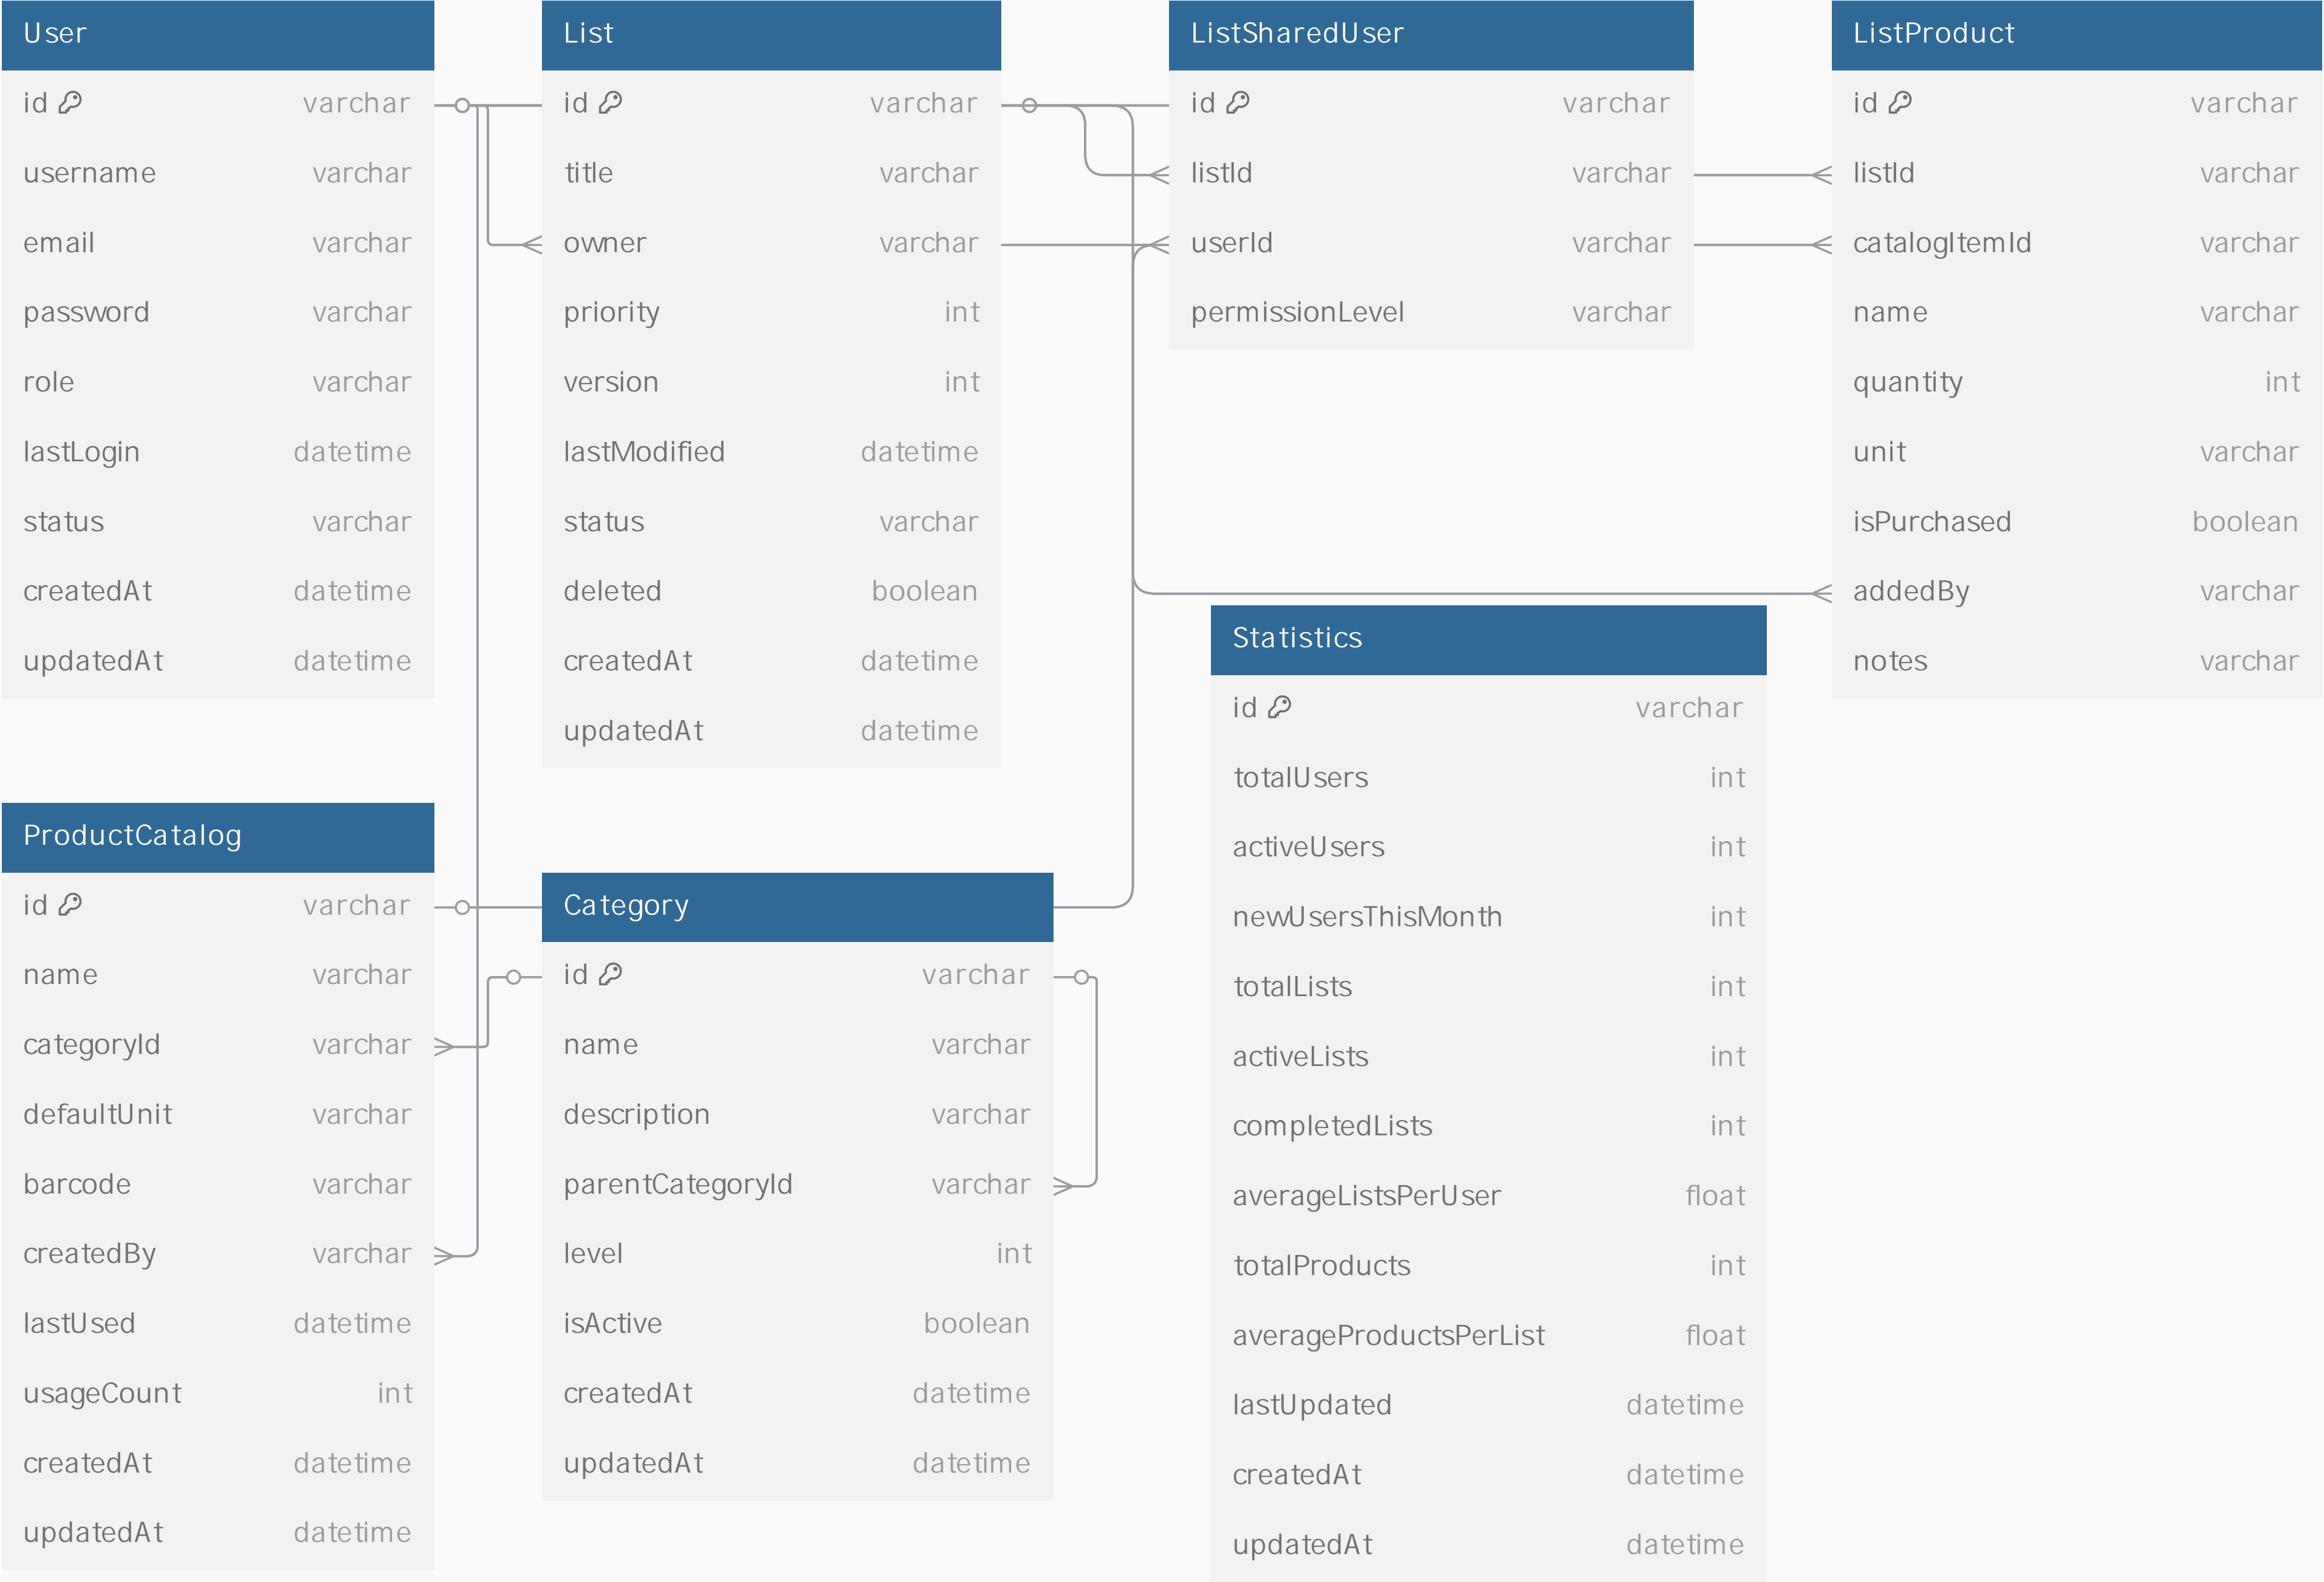 User
id varchar
username varchar
email varchar
password varchar
role varchar
lastLogin datetime
status varchar
createdAt datetime
updatedAt datetime
List
id varchar
title varchar
owner varchar
priority int
version int
lastModified datetime
status varchar
deleted boolean
createdAt datetime
updatedAt datetime
ListSharedUser
id varchar
listId varchar
userId varchar
permissionLevel varchar
ListProduct
id varchar
listId varchar
catalogItemId varchar
name varchar
quantity int
unit varchar
isPurchased boolean
addedBy varchar
notes varchar
Statistics
id varchar
totalUsers int
activeUsers int
newUsersThisMonth int
totalLists int
activeLists int
completedLists int
averageListsPerUser float
totalProducts int
averageProductsPerList float
lastUpdated datetime
createdAt datetime
updatedAt datetime
ProductCatalog
id varchar
name varchar
categoryId varchar
defaultUnit varchar
barcode varchar
createdBy varchar
lastUsed datetime
usageCount int
createdAt datetime
updatedAt datetime
Category
id varchar
name varchar
description varchar
parentCategoryId varchar
level int
isActive boolean
createdAt datetime
updatedAt datetime